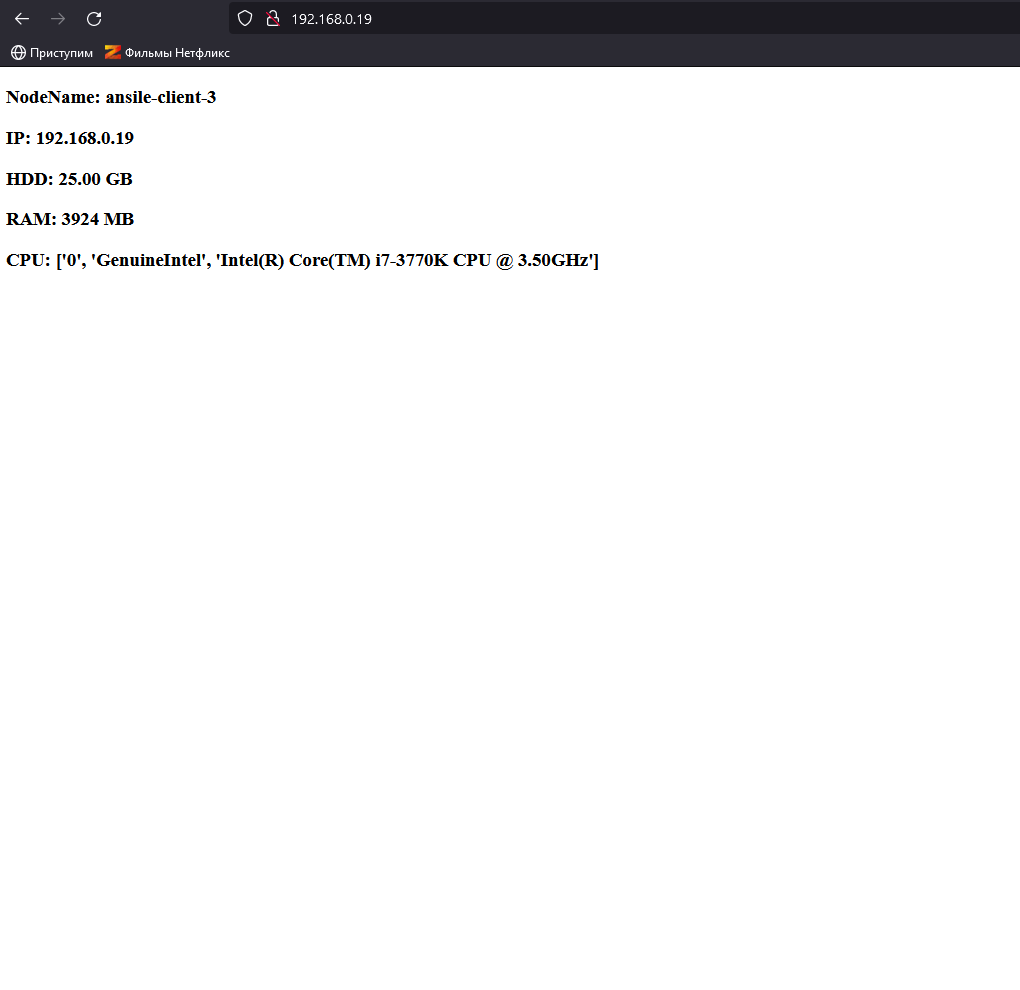 192.168.0.19
Приступим Фильмы Нетфликс
NodeName: ansile-client-3
IP: 192.168.0.19
HDD: 25.00 GB
RAM: 3924 MB
CPU: ['0', 'GenuineIntel', 'Intel(R) Core(TM) i7-3770K CPU @ 3.50GHz']